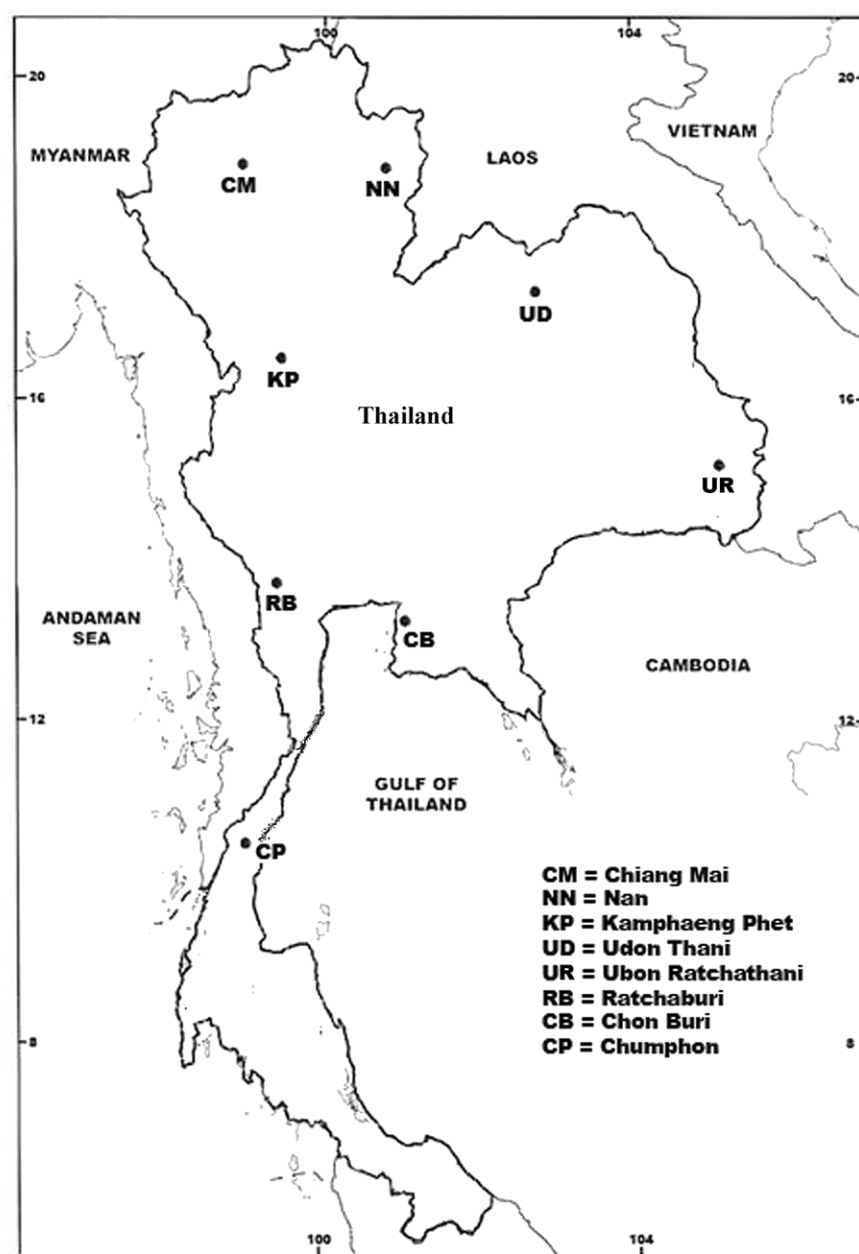 100 104
20 20
MYANMAR LAOS VIETNAM
CM NN
UD
KP
16 Thailand 16
UR
RB
ANDAMAN
SEA
CB
CAMBODIA
12 12
GULF OF
THAILAND
CP
CM = Chiang Mai
NN = Nan
KP = Kamphaeng Phet
UD = Udon Thani
UR = Ubon Ratchathani
RB = Ratchaburi
CB = Chon Buri
CP = Chumphon
8 8
100 104